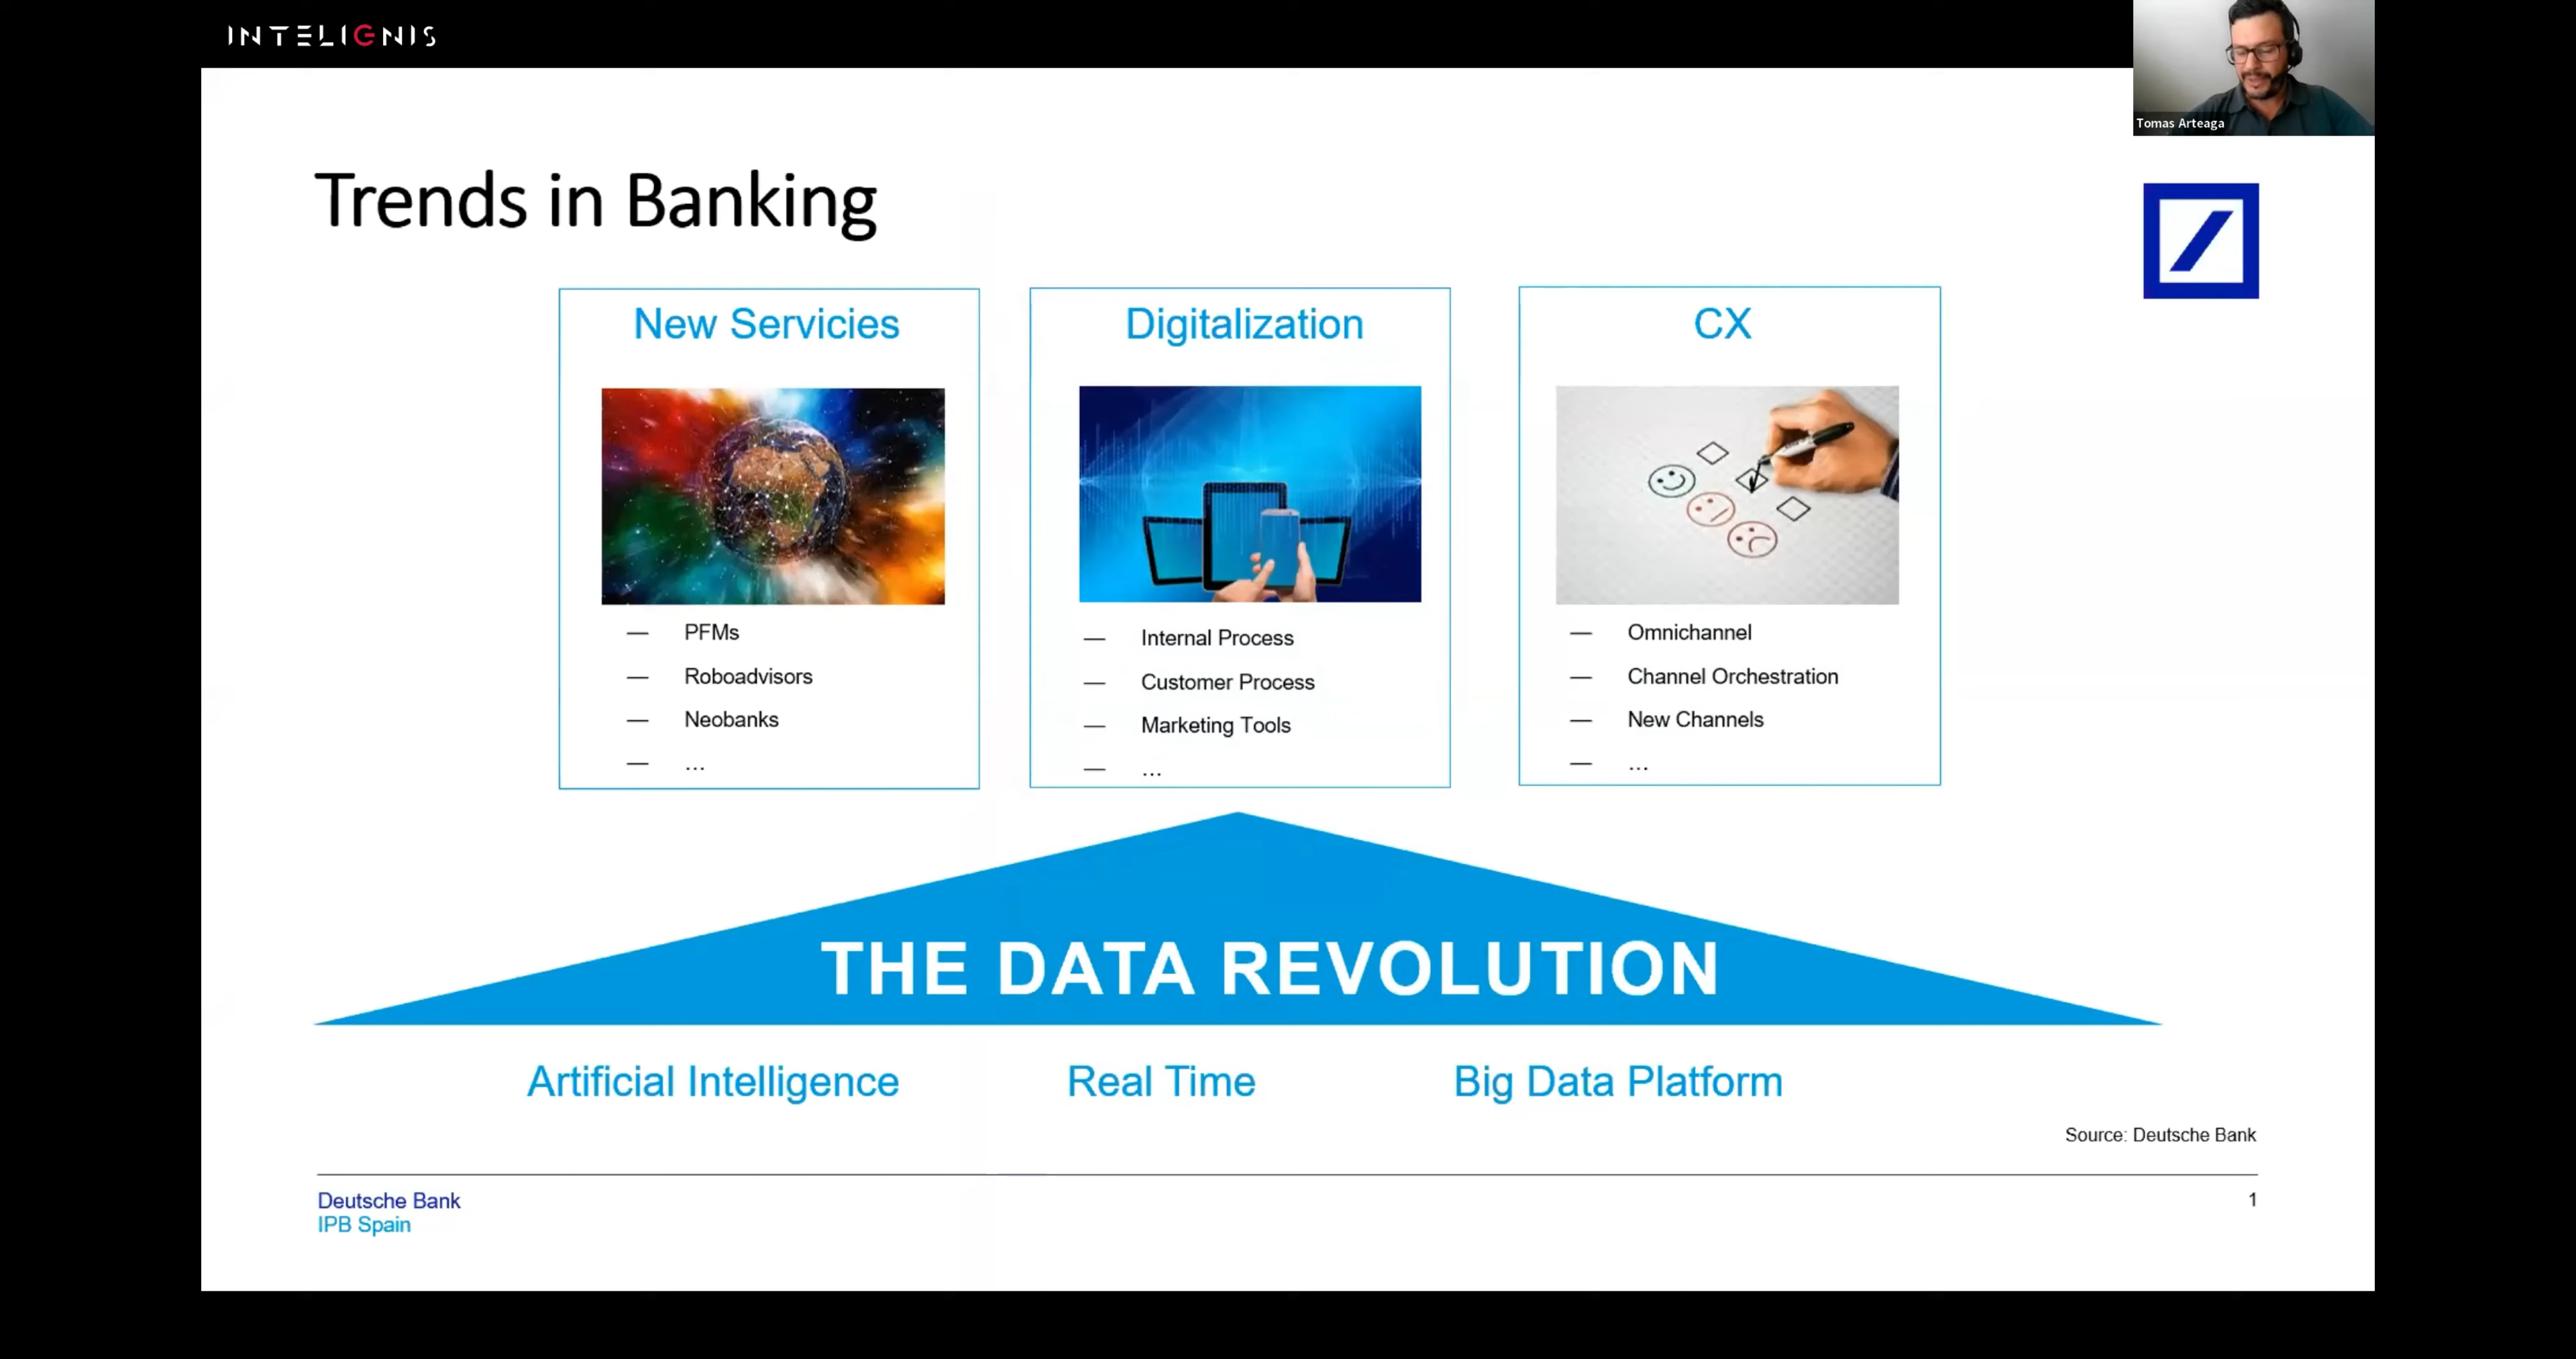 INTELIGNIS
Tomas Arteaga
Trends in Banking
New Servicies
— PFMs
— Roboadvisors
— Neobanks
— ...
Digitalization
— Internal Process
— Customer Process
— Marketing Tools
— ...
CX
— Omnichannel
— Channel Orchestration
— New Channels
— ...
THE DATA REVOLUTION
Artificial Intelligence
Real Time
Big Data Platform
Source: Deutsche Bank
Deutsche Bank
IPB Spain
1